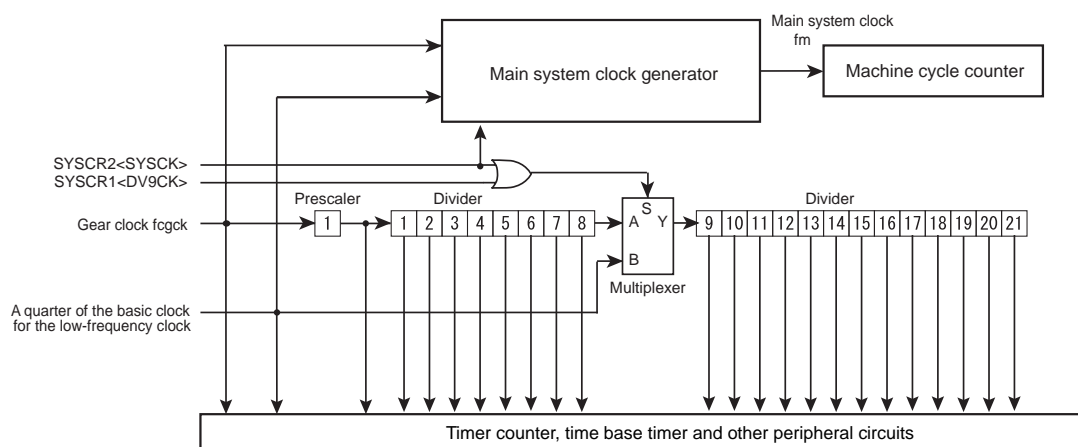 Main system clock
fm
Main system clock generator
Machine cycle counter
SYSCR2<SYSCK>
SYSCR1<DV9CK>
Prescaler
Divider
S
Divider
Gear clock fcgck
1
1 2 3 4 5 6 7 8
A
Y
9 10 11 12 13 14 15 16 17 18 19 20 21
B
Multiplexer
A quarter of the basic clock
for the low-frequency clock
Timer counter, time base timer and other peripheral circuits